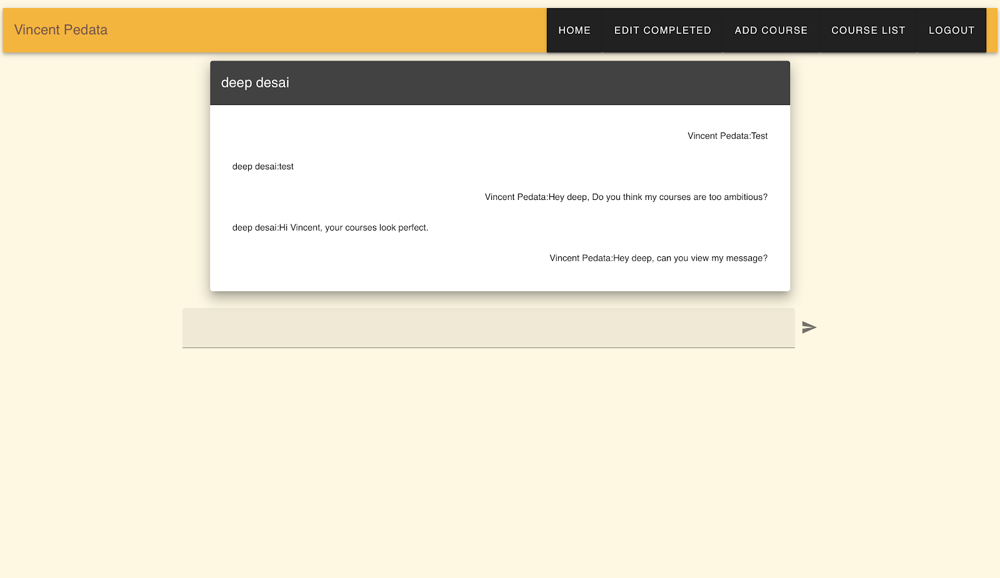 Vincent Pedata
HOME EDIT COMPLETED ADD COURSE COURSE LIST LOGOUT
deep desai
Vincent Pedata:Test
deep desai:test
Vincent Pedata:Hey deep, Do you think my courses are too ambitious?
deep desai:Hi Vincent, your courses look perfect.
Vincent Pedata:Hey deep, can you view my message?